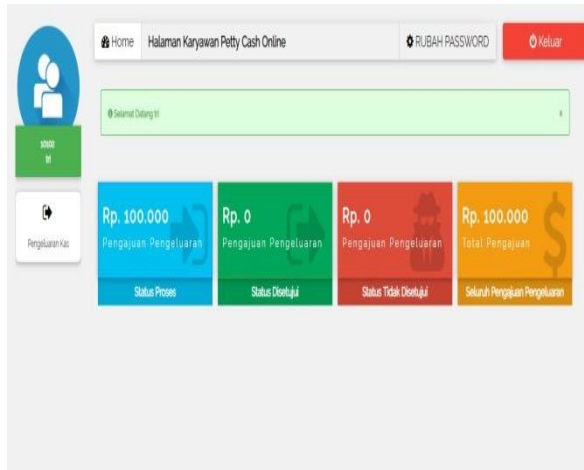 Home
Halaman Karyawan Petty Cash Online
RUBAH PASSWORD
Keluar
Selamat Datang tri
x
tri
Pengeluaran Kas
Rp. 100.000
Pengajuan Pengeluaran
Status Proses
Rp. 0
Pengajuan Pengeluaran
Status Disetujui
Rp. 0
Pengajuan Pengeluaran
Status Tidak Disetujui
Rp. 100.000
Total Pengajuan
Seluruh Pengajuan Pengeluaran